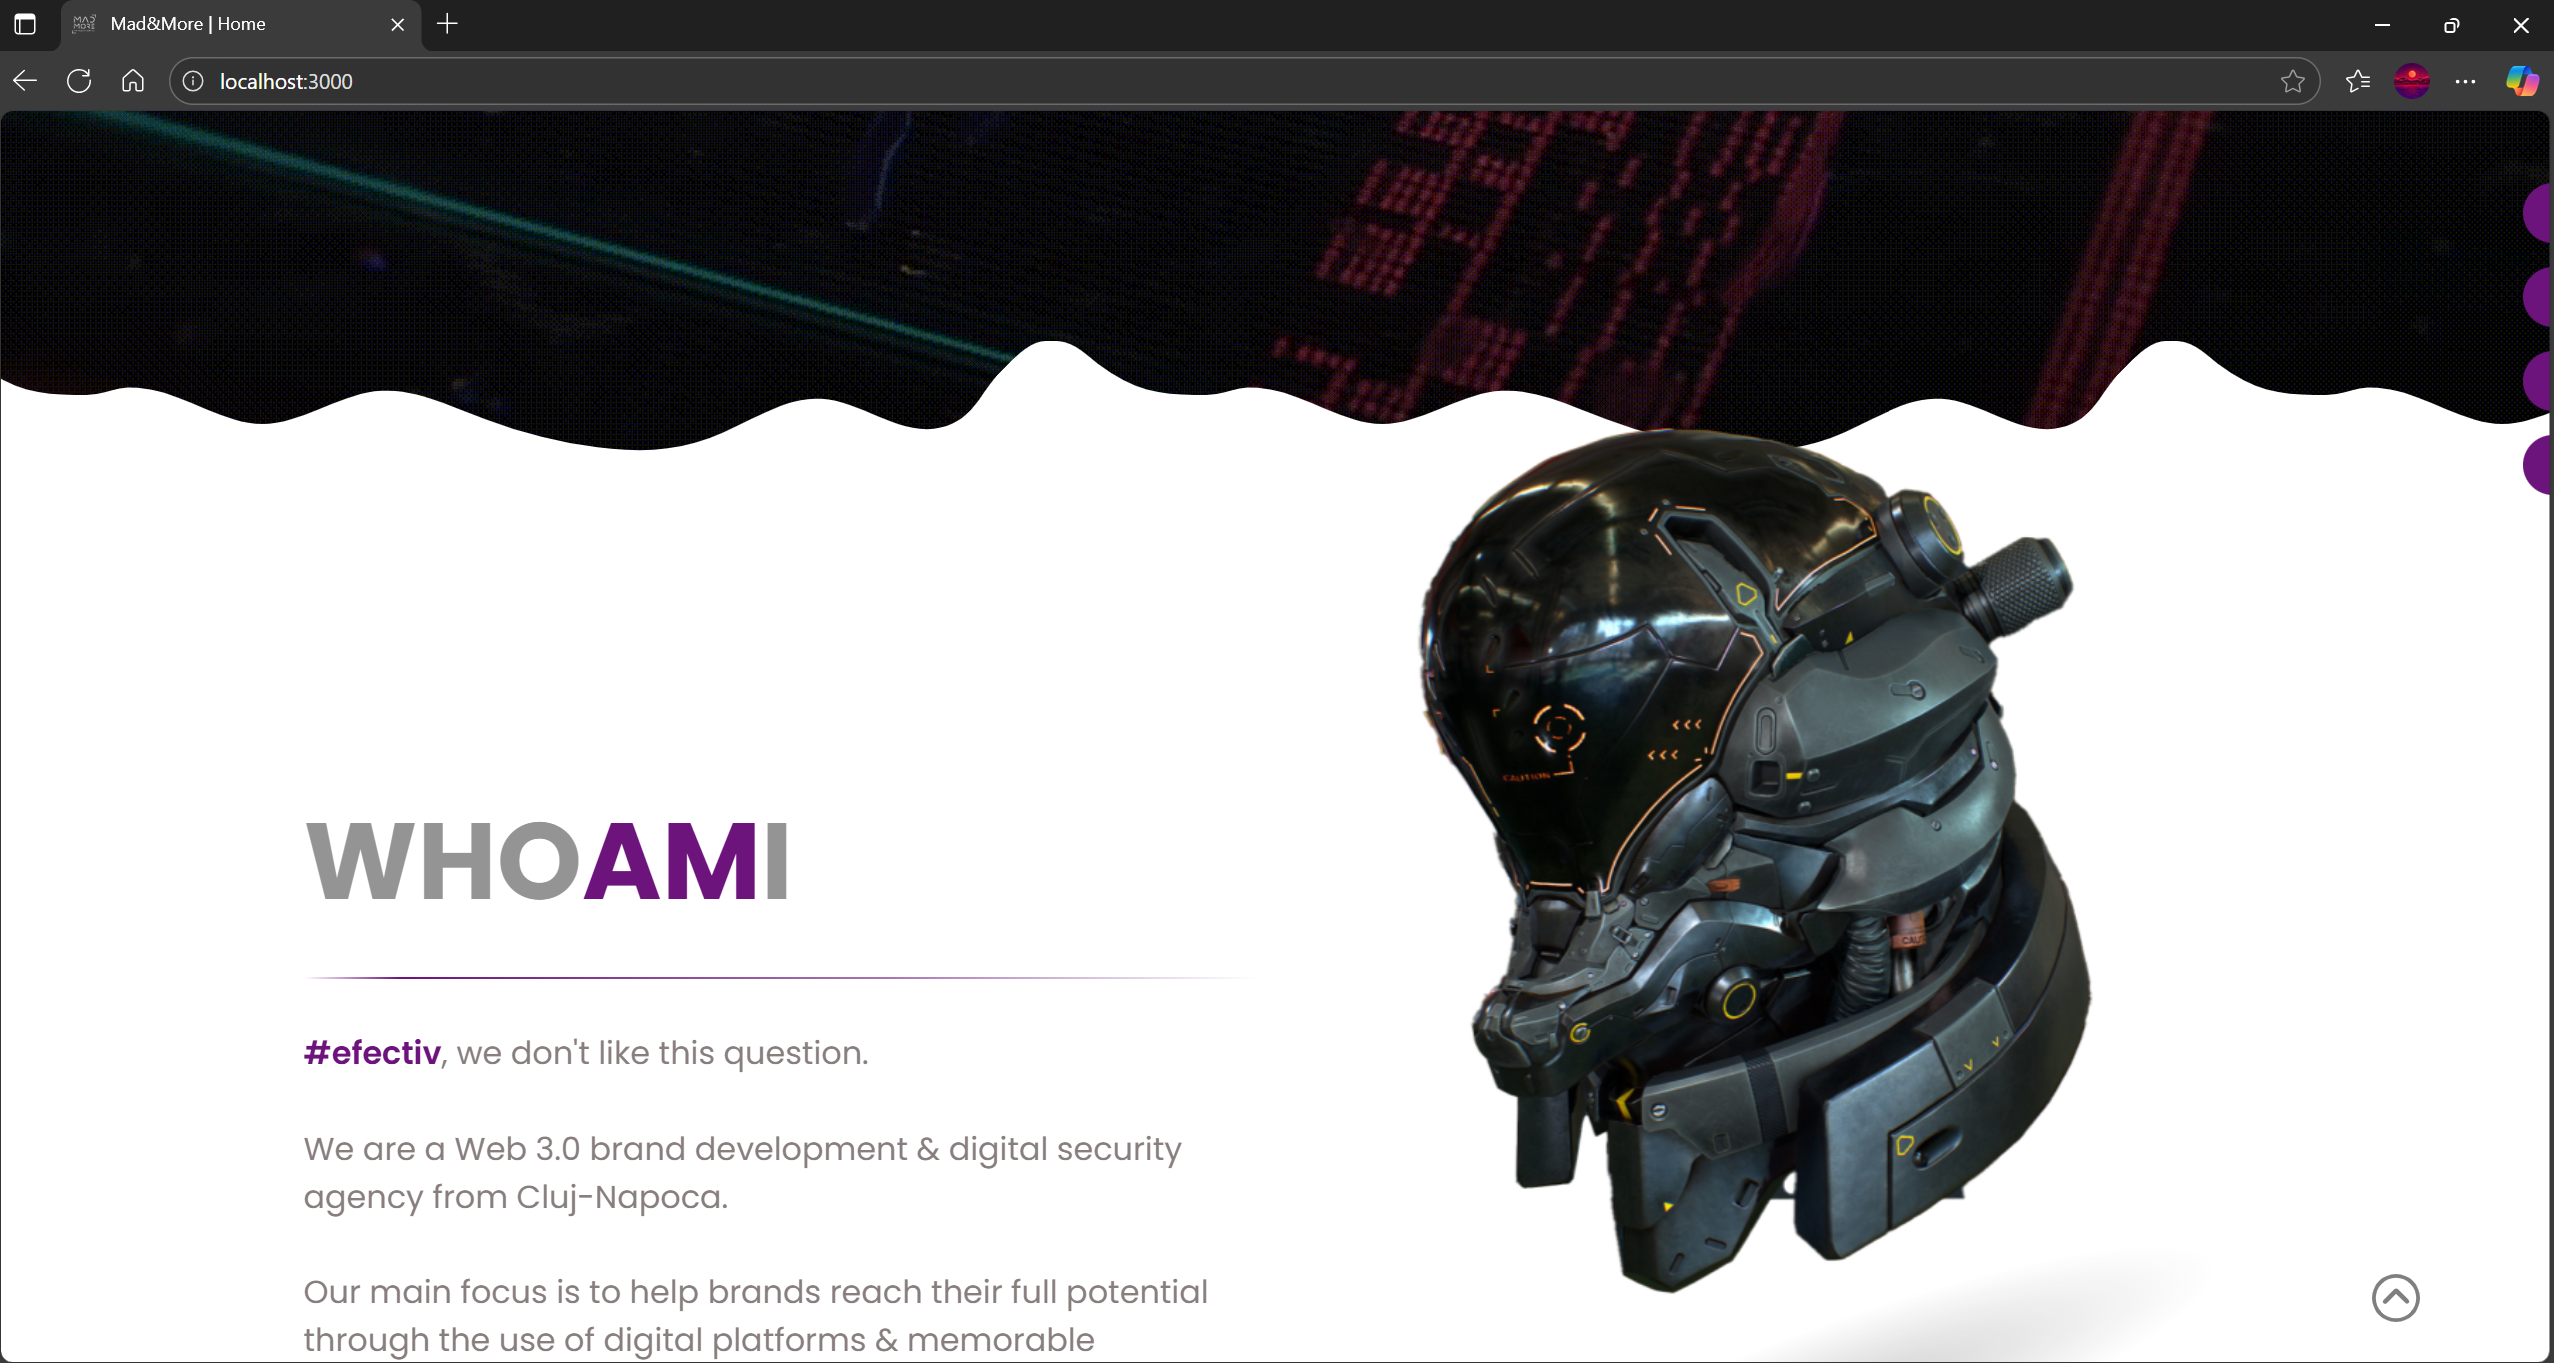 Mad&More | Home
localhost:3000
CAUTION
WHOAMI
#efectiv, we don't like this question.
We are a Web 3.0 brand development & digital security
agency from Cluj-Napoca.
Our main focus is to help brands reach their full potential
through the use of digital platforms & memorable